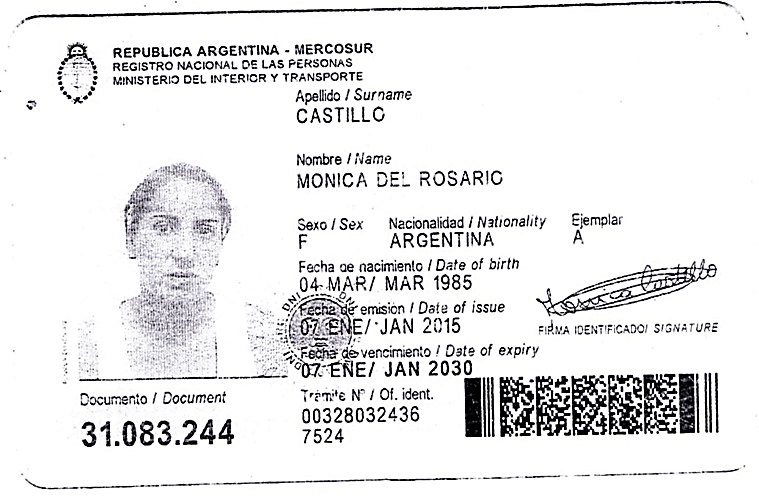 REPUBLICA ARGENTINA - MERCOSUR
REGISTRO NACIONAL DE LAS PERSONAS
MINISTERIO DEL INTERIOR Y TRANSPORTE
Apellido / Surname
CASTILLO
Nombre / Name
MONICA DEL ROSARIO
Sexo / Sex Nacionalidad / Nationality Ejemplar
F ARGENTINA A
Fecha de nacimiento / Date of birth
04 MAR/ MAR 1985
Fecha de emisión / Date of issue
07 ENE/ JAN 2015
FIRMA IDENTIFICADO/ SIGNATURE
Fecha de vencimiento / Date of expiry
07 ENE/ JAN 2030
Documento / Document
31.083.244
Trámite Nº / Of. ident.
00328032436
7524